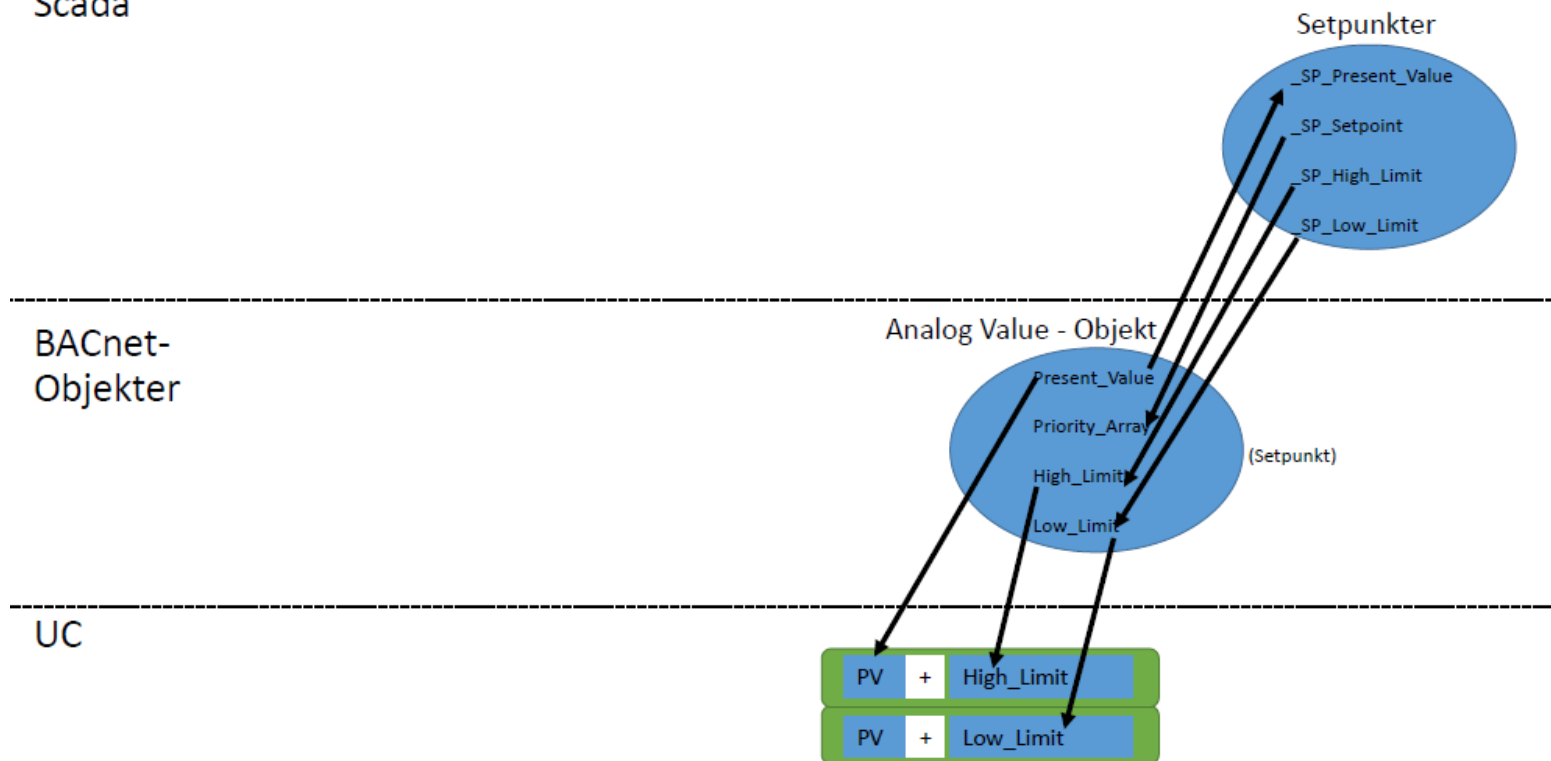 Scada
Setpunkter
_SP_Present_Value
_SP_Setpoint
_SP_High_Limit
_SP_Low_Limit
BACnet-
Objekter
Analog Value - Objekt
Present_Value
Priority_Array
High_Limit
Low_Limit
(Setpunkt)
UC
PV + High_Limit
PV + Low_Limit